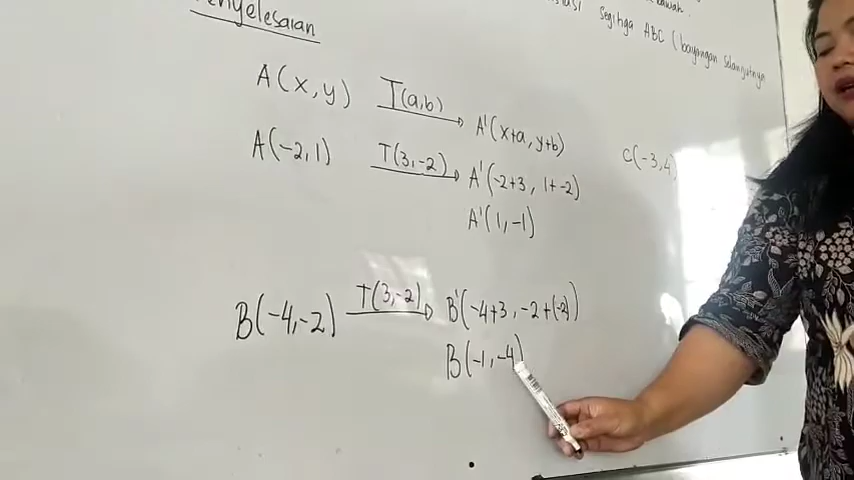 Penyelesaian
Segitiga ABC (bayangan selanjutnya
A(x,y) T(a,b) A'(x+a, y+b)
A(-2,1) T(3,-2) A'(-2+3, 1+-2)
A'(1,-1)
C(-3,4)
B(-4,-2) T(3,-2) B'(-4+3, -2+(-2))
B(-1,-4)